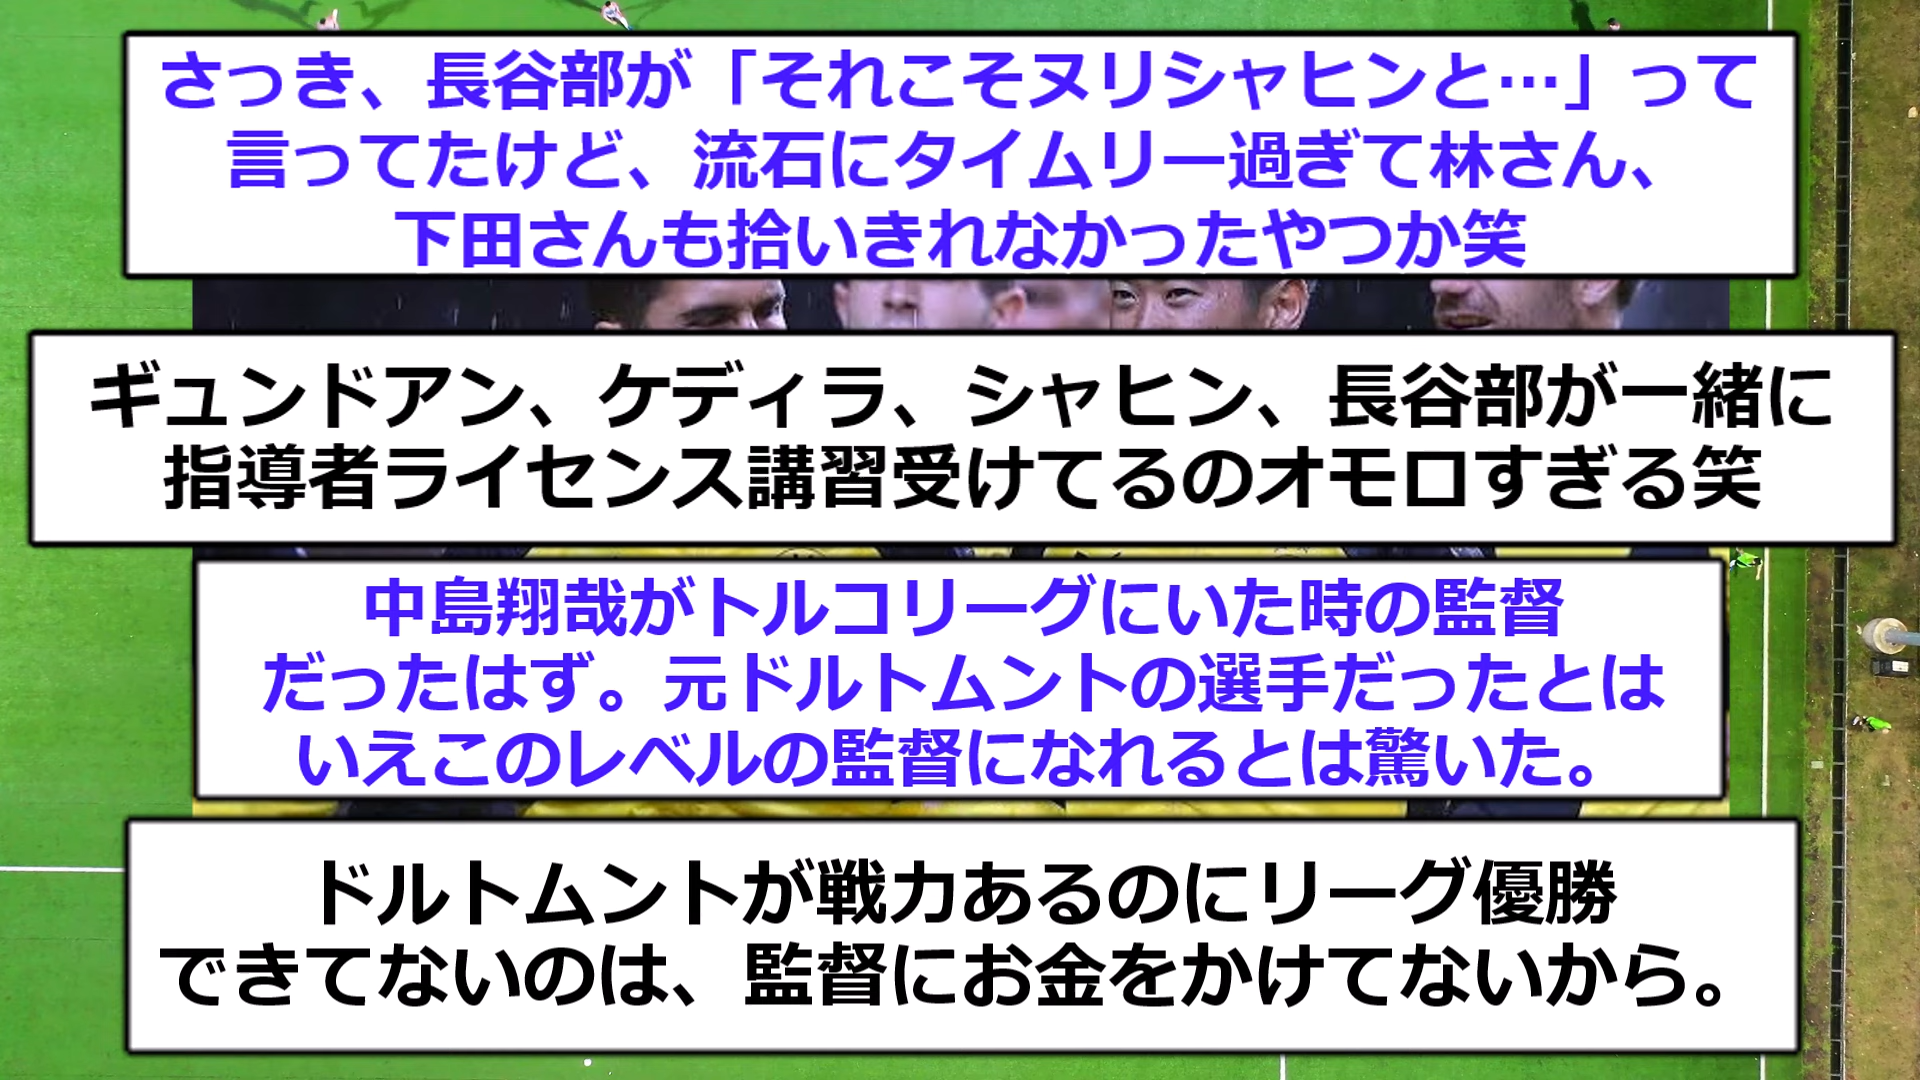 さっき、長谷部が「それこそヌリシャヒンと…」って
言ってたけど、流石にタイムリー過ぎて林さん、
下田さんも拾いきれなかったやつか笑
ギュンドアン、ケディラ、シャヒン、長谷部が一緒に
指導者ライセンス講習受けてるのオモロすぎる笑
中島翔哉がトルコリーグにいた時の監督
だったはず。元ドルトムントの選手だったとは
いえこのレベルの監督になれるとは驚いた。
ドルトムントが戦力あるのにリーグ優勝
できてないのは、監督にお金をかけてないから。